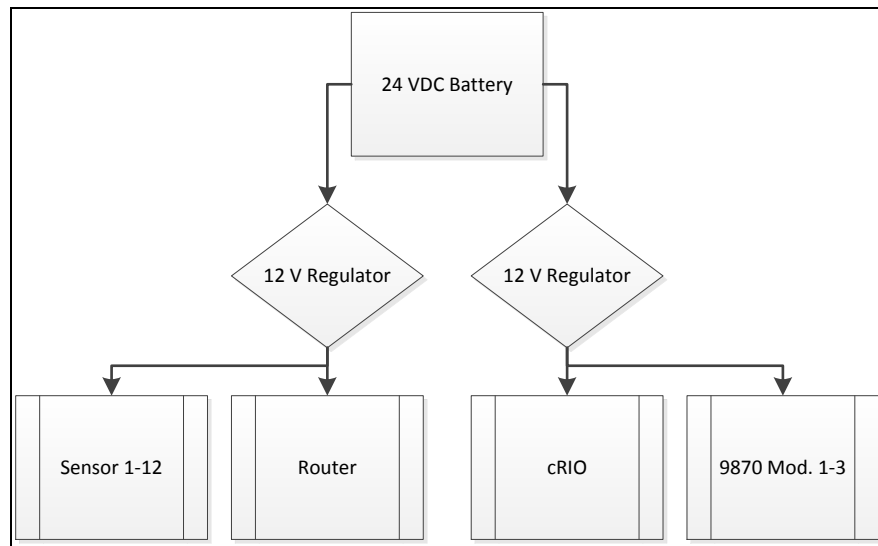 24 VDC Battery
12 V Regulator
12 V Regulator
Sensor 1-12
Router
cRIO
9870 Mod. 1-3